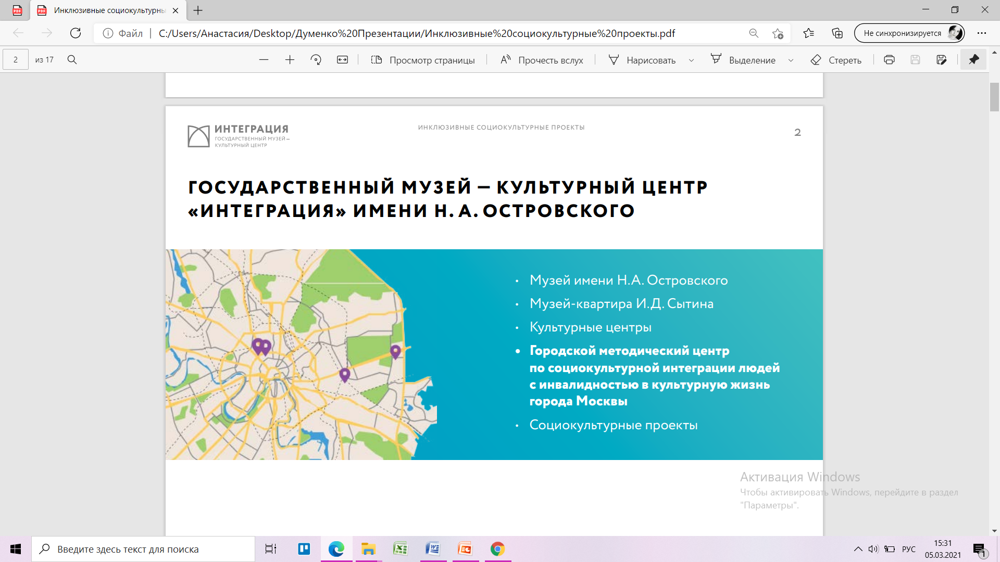 Инклюзивные социокультурны
Файл
C:/Users/Анастасия/Desktop/Думенко%20Презентации/Инклюзивные%20социокультурные%20проекты.pdf
Не синхронизируется
2
из 17
Просмотр страницы
Прочесть вслух
Нарисовать
Выделение
Стереть
ИНТЕГРАЦИЯ
ГОСУДАРСТВЕННЫЙ МУЗЕЙ —
КУЛЬТУРНЫЙ ЦЕНТР
ИНКЛЮЗИВНЫЕ СОЦИОКУЛЬТУРНЫЕ ПРОЕКТЫ
2
ГОСУДАРСТВЕННЫЙ МУЗЕЙ — КУЛЬТУРНЫЙ ЦЕНТР
«ИНТЕГРАЦИЯ» ИМЕНИ Н. А. ОСТРОВСКОГО
• Музей имени Н.А. Островского
• Музей-квартира И.Д. Сытина
• Культурные центры
• Городской методический центр
по социокультурной интеграции людей
с инвалидностью в культурную жизнь
города Москвы
• Социокультурные проекты
Активация Windows
Чтобы активировать Windows, перейдите в раздел
"Параметры".
Введите здесь текст для поиска
РУС
15:31
05.03.2021
1